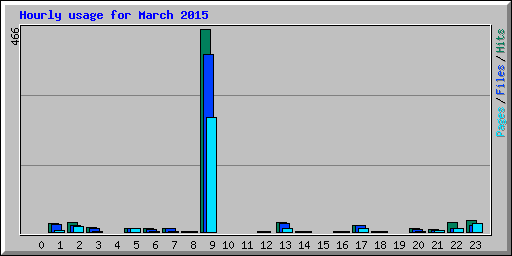 Hourly usage for March 2015
466
Pages/Files/Hits
0 1 2 3 4 5 6 7 8 9 10 11 12 13 14 15 16 17 18 19 20 21 22 23